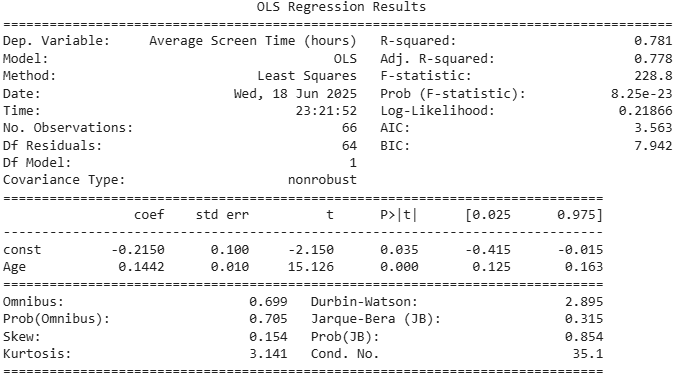 OLS Regression Results
==============================================================================
Dep. Variable: Average Screen Time (hours) R-squared: 0.781
Model: OLS Adj. R-squared: 0.778
Method: Least Squares F-statistic: 228.8
Date: Wed, 18 Jun 2025 Prob (F-statistic): 8.25e-23
Time: 23:21:52 Log-Likelihood: 0.21866
No. Observations: 66 AIC: 3.563
Df Residuals: 64 BIC: 7.942
Df Model: 1
Covariance Type: nonrobust
==============================================================================
coef std err t P>|t| [0.025 0.975]
------------------------------------------------------------------------------
const -0.2150 0.100 -2.150 0.035 -0.415 -0.015
Age 0.1442 0.010 15.126 0.000 0.125 0.163
==============================================================================
Omnibus: 0.699 Durbin-Watson: 2.895
Prob(Omnibus): 0.705 Jarque-Bera (JB): 0.315
Skew: 0.154 Prob(JB): 0.854
Kurtosis: 3.141 Cond. No. 35.1
==============================================================================